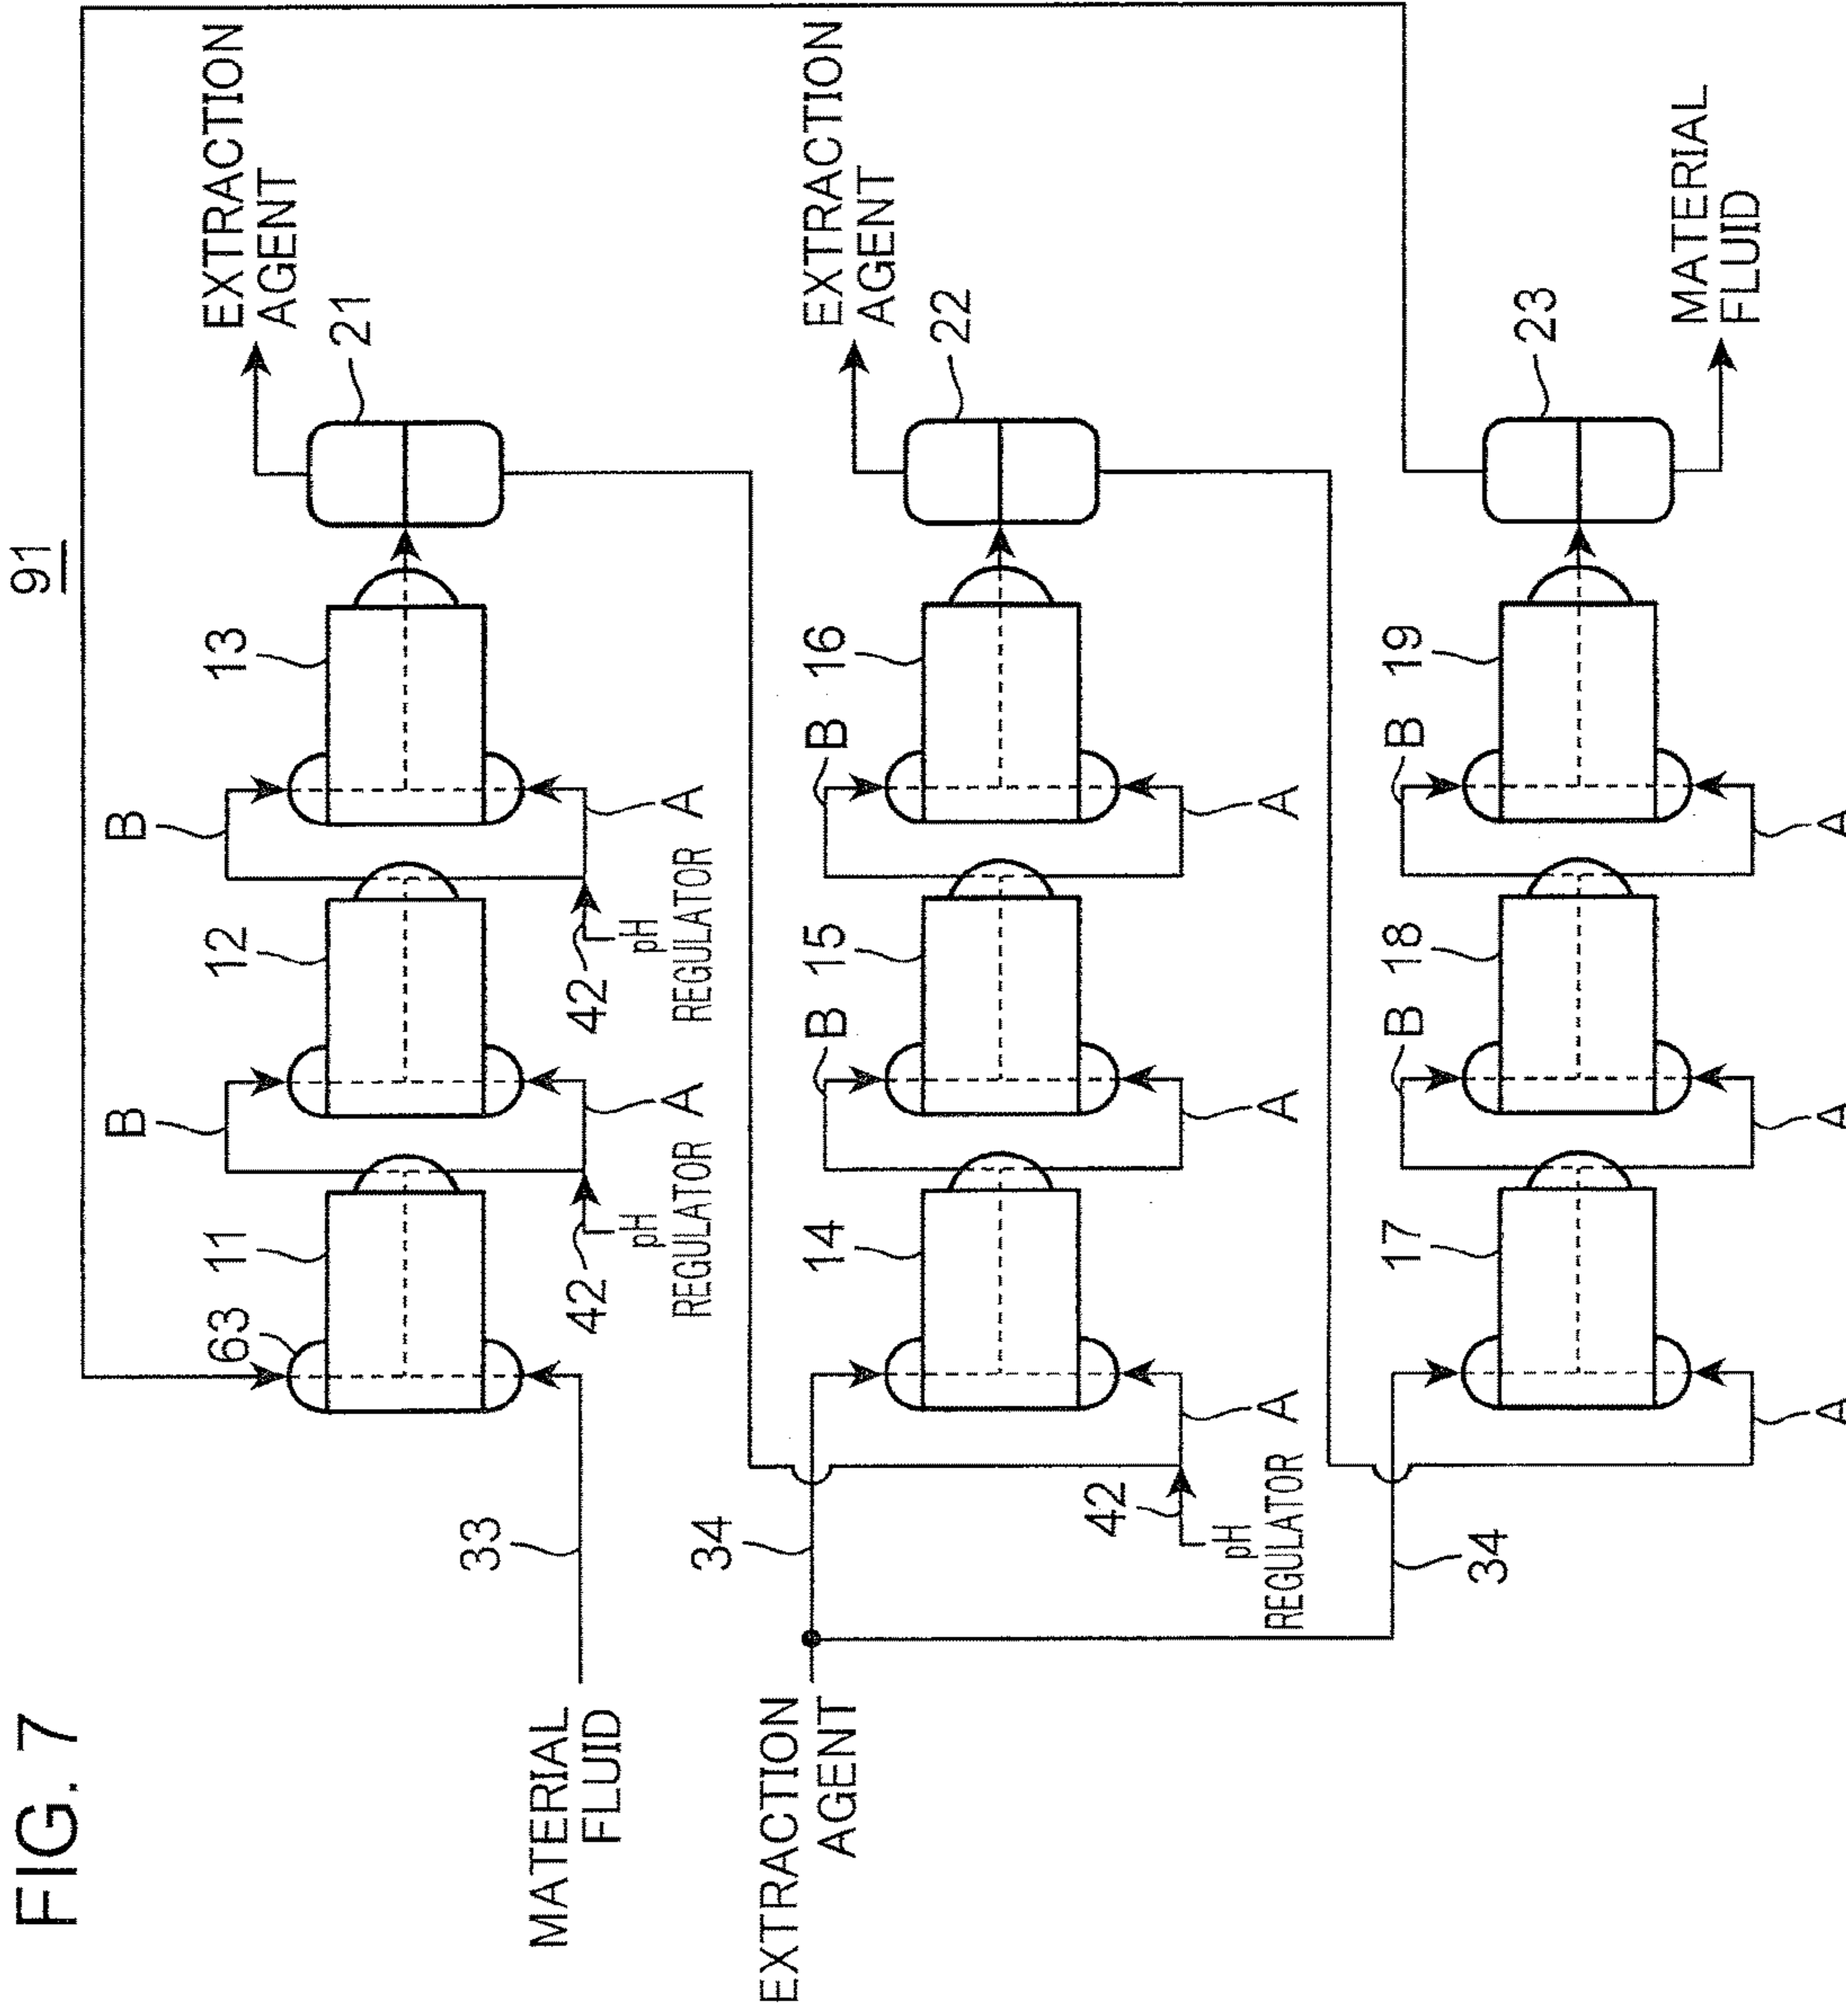 FIG. 7
91
EXTRACTION
AGENT
21
13
B
A
12
42
pH
REGULATOR
B
A
11
63
42
pH
REGULATOR
33
MATERIAL
FLUID
EXTRACTION
AGENT
22
16
B
A
15
B
A
14
A
42
pH
REGULATOR
34
EXTRACTION
AGENT
23
MATERIAL
FLUID
19
B
A
18
B
A
17
A
34